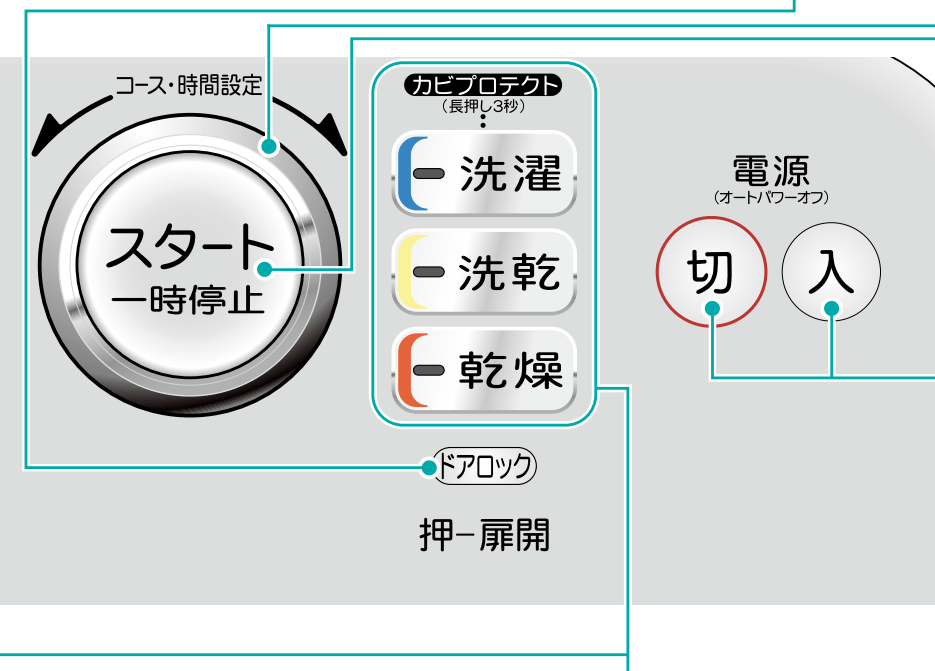 コース・時間設定
スタート
一時停止
カビプロテクト
（長押し3秒）
洗濯
洗乾
乾燥
ドアロック
押－扉開
電源
（オートパワーオフ）
切
入